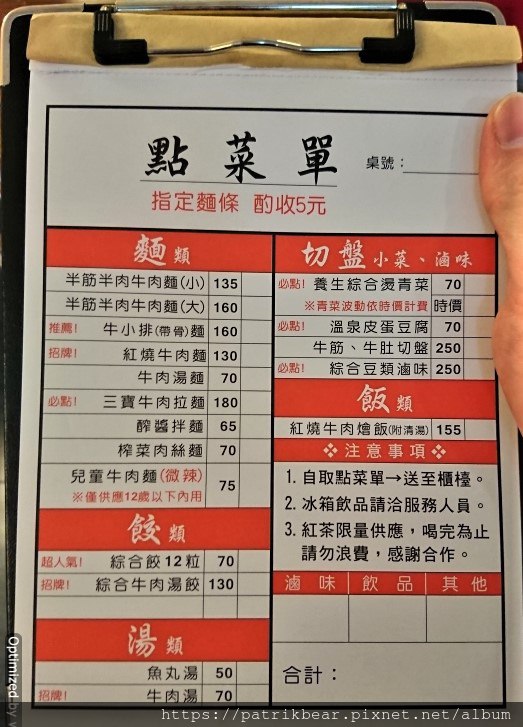 點菜單
桌號：
指定麵條 酌收5元
麵類
半筋半肉牛肉麵(小) 135
半筋半肉牛肉麵(大) 160
推薦! 牛小排(帶骨)麵 160
招牌! 紅燒牛肉麵 130
牛肉湯麵 70
必點! 三寶牛肉拉麵 180
醡醬拌麵 65
榨菜肉絲麵 70
兒童牛肉麵(微辣) 75
※僅供應12歲以下內用
餃類
超人氣! 綜合餃12粒 70
招牌! 綜合牛肉湯餃 130
湯類
魚丸湯 50
招牌! 牛肉湯 70
切盤 小菜、滷味
必點! 養生綜合燙青菜 70
※青菜波動依時價計費 時價
必點! 溫泉皮蛋豆腐 70
牛筋、牛肚切盤 250
必點! 綜合豆類滷味 250
飯類
紅燒牛肉燴飯(附清湯) 155
❖注意事項❖
1. 自取點菜單→送至櫃檯。
2. 冰箱飲品請洽服務人員。
3. 紅茶限量供應，喝完為止
請勿浪費，感謝合作。
滷味 飲品 其他
合計：
Optimized by
https://patrikbear.pixnet.net/album